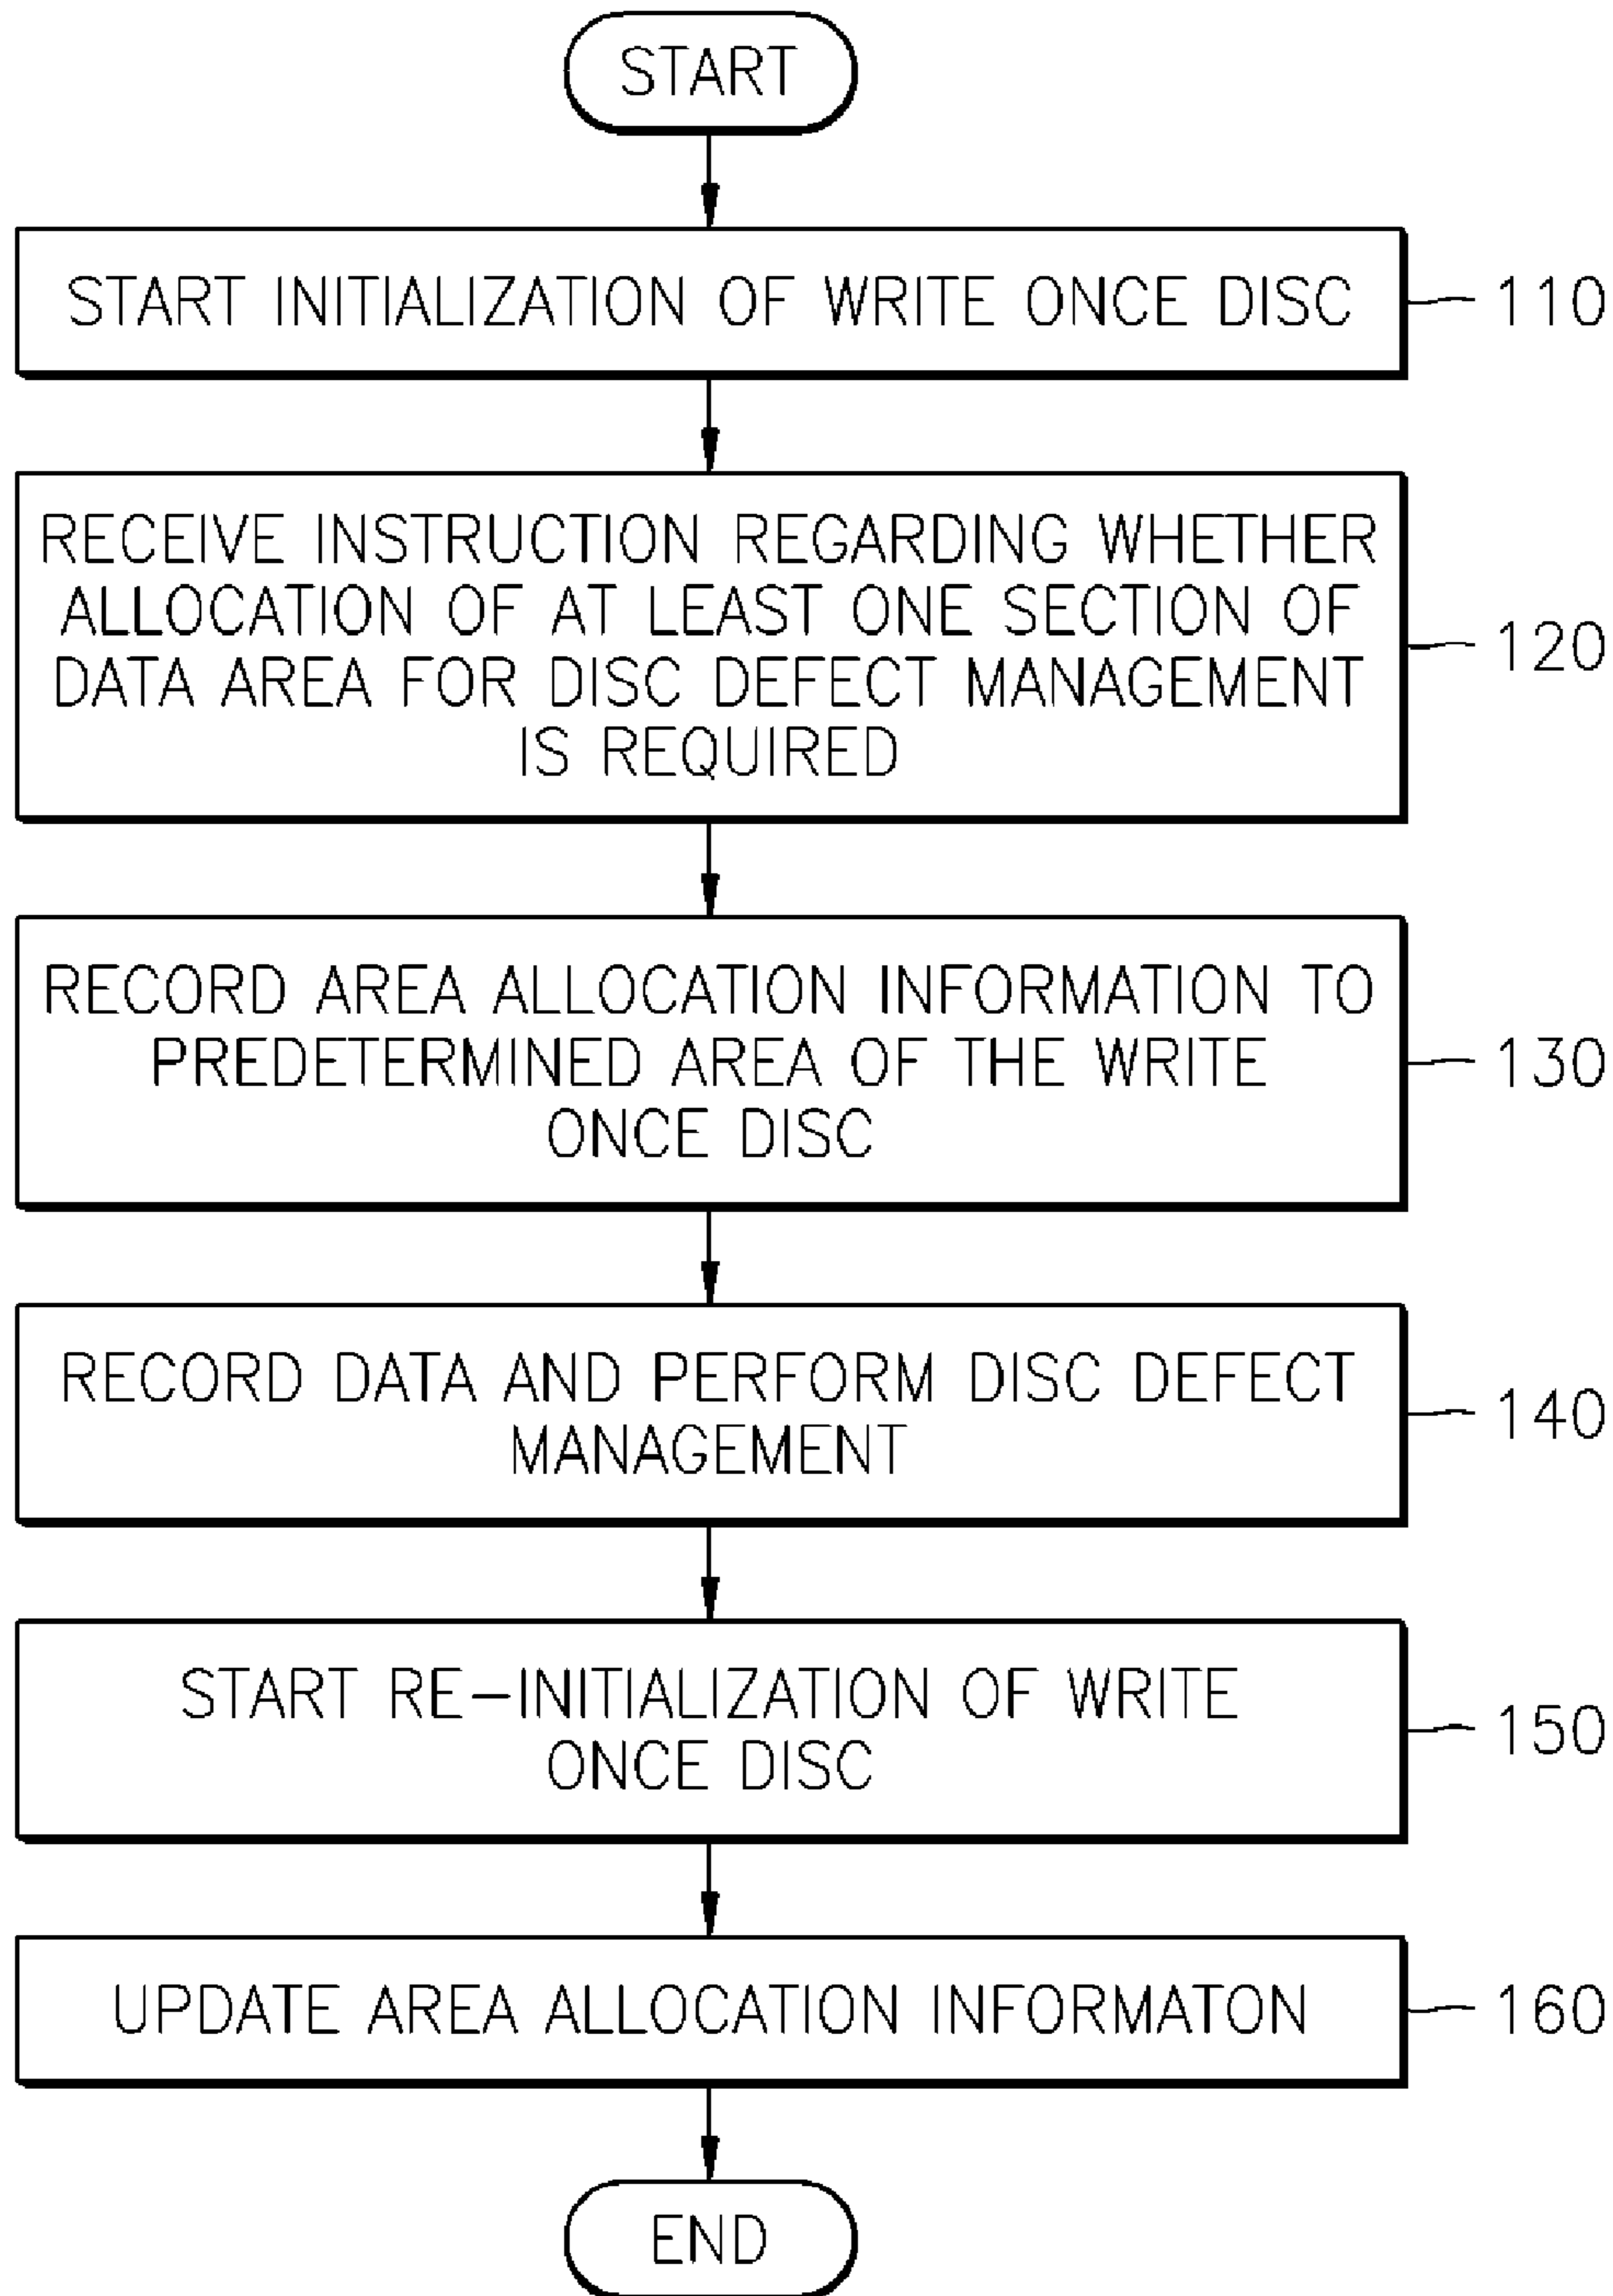 START
START INITIALIZATION OF WRITE ONCE DISC
110
RECEIVE INSTRUCTION REGARDING WHETHER
ALLOCATION OF AT LEAST ONE SECTION OF
DATA AREA FOR DISC DEFECT MANAGEMENT
IS REQUIRED
120
RECORD AREA ALLOCATION INFORMATION TO
PREDETERMINED AREA OF THE WRITE
ONCE DISC
130
RECORD DATA AND PERFORM DISC DEFECT
MANAGEMENT
140
START RE-INITIALIZATION OF WRITE
ONCE DISC
150
UPDATE AREA ALLOCATION INFORMATON
160
END